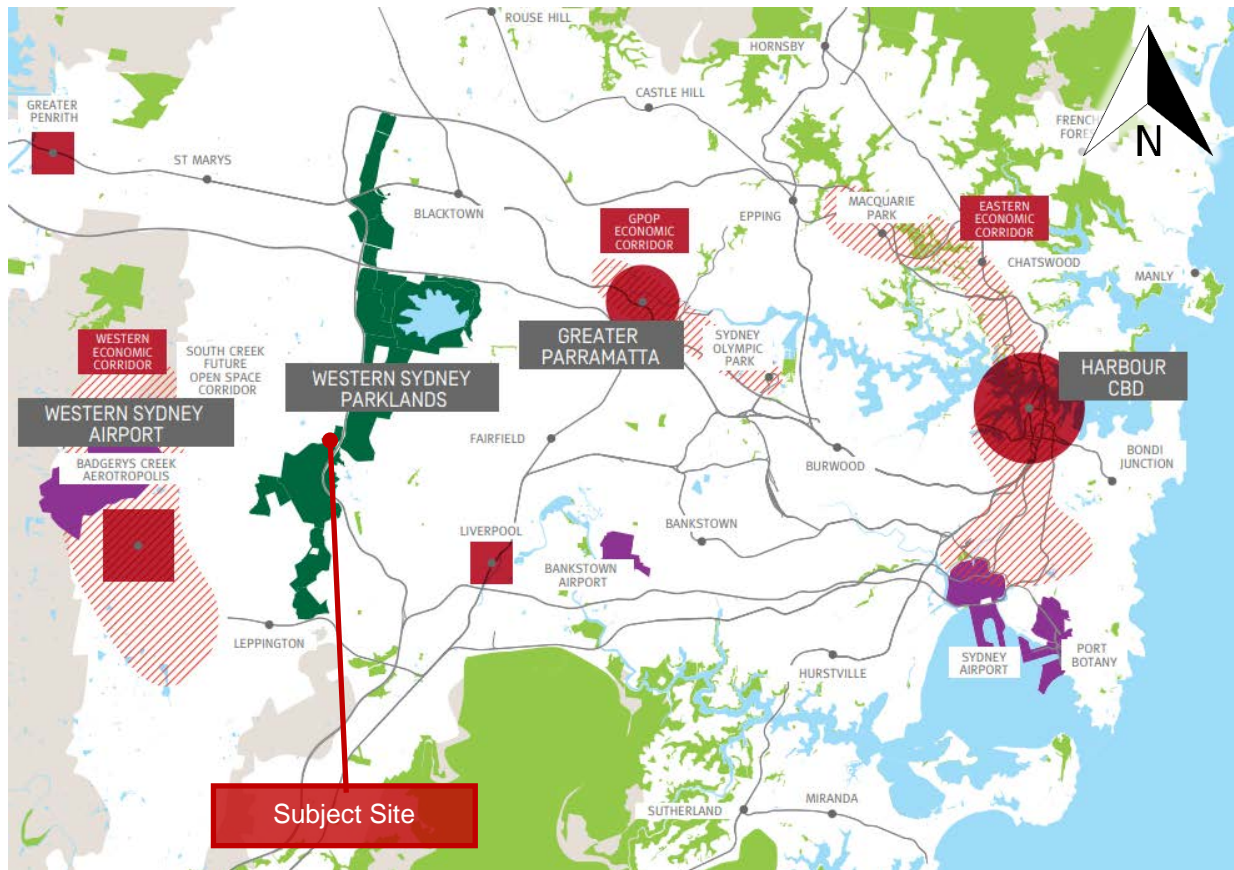 ROUSE HILL
HORNSBY
CASTLE HILL
GREATER
PENRITH
FRENCH
FORES
N
ST MARYS
BLACKTOWN
EPPING
MACQUARIE
PARK
EASTERN
ECONOMIC
CORRIDOR
GPOP
ECONOMIC
CORRIDOR
CHATSWOOD
MANLY
WESTERN
ECONOMIC
CORRIDOR
SOUTH CREEK
FUTURE
OPEN SPACE
CORRIDOR
GREATER
PARRAMATTA
SYDNEY
OLYMPIC
PARK
WESTERN SYDNEY
PARKLANDS
HARBOUR
CBD
WESTERN SYDNEY
AIRPORT
FAIRFIELD
BURWOOD
BONDI
JUNCTION
BADGERYS CREEK
AEROTROPOLIS
LIVERPOOL
BANKSTOWN
BANKSTOWN
AIRPORT
LEPPINGTON
HURSTVILLE
SYDNEY
AIRPORT
PORT
BOTANY
Subject Site
SUTHERLAND
MIRANDA